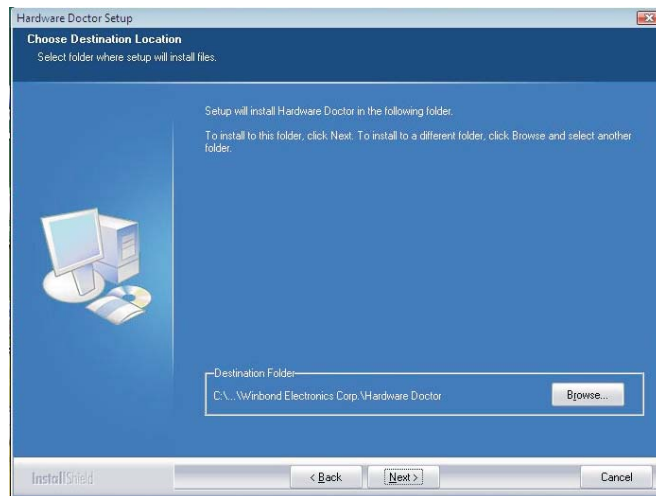 Hardware Doctor Setup
Choose Destination Location
Select folder where setup will install files.
Setup will install Hardware Doctor in the following folder.
To install to this folder, click Next. To install to a different folder, click Browse and select another
folder.
Destination Folder
C:\...\Winbond Electronics Corp.\Hardware Doctor
Browse...
InstallShield
< Back
Next >
Cancel